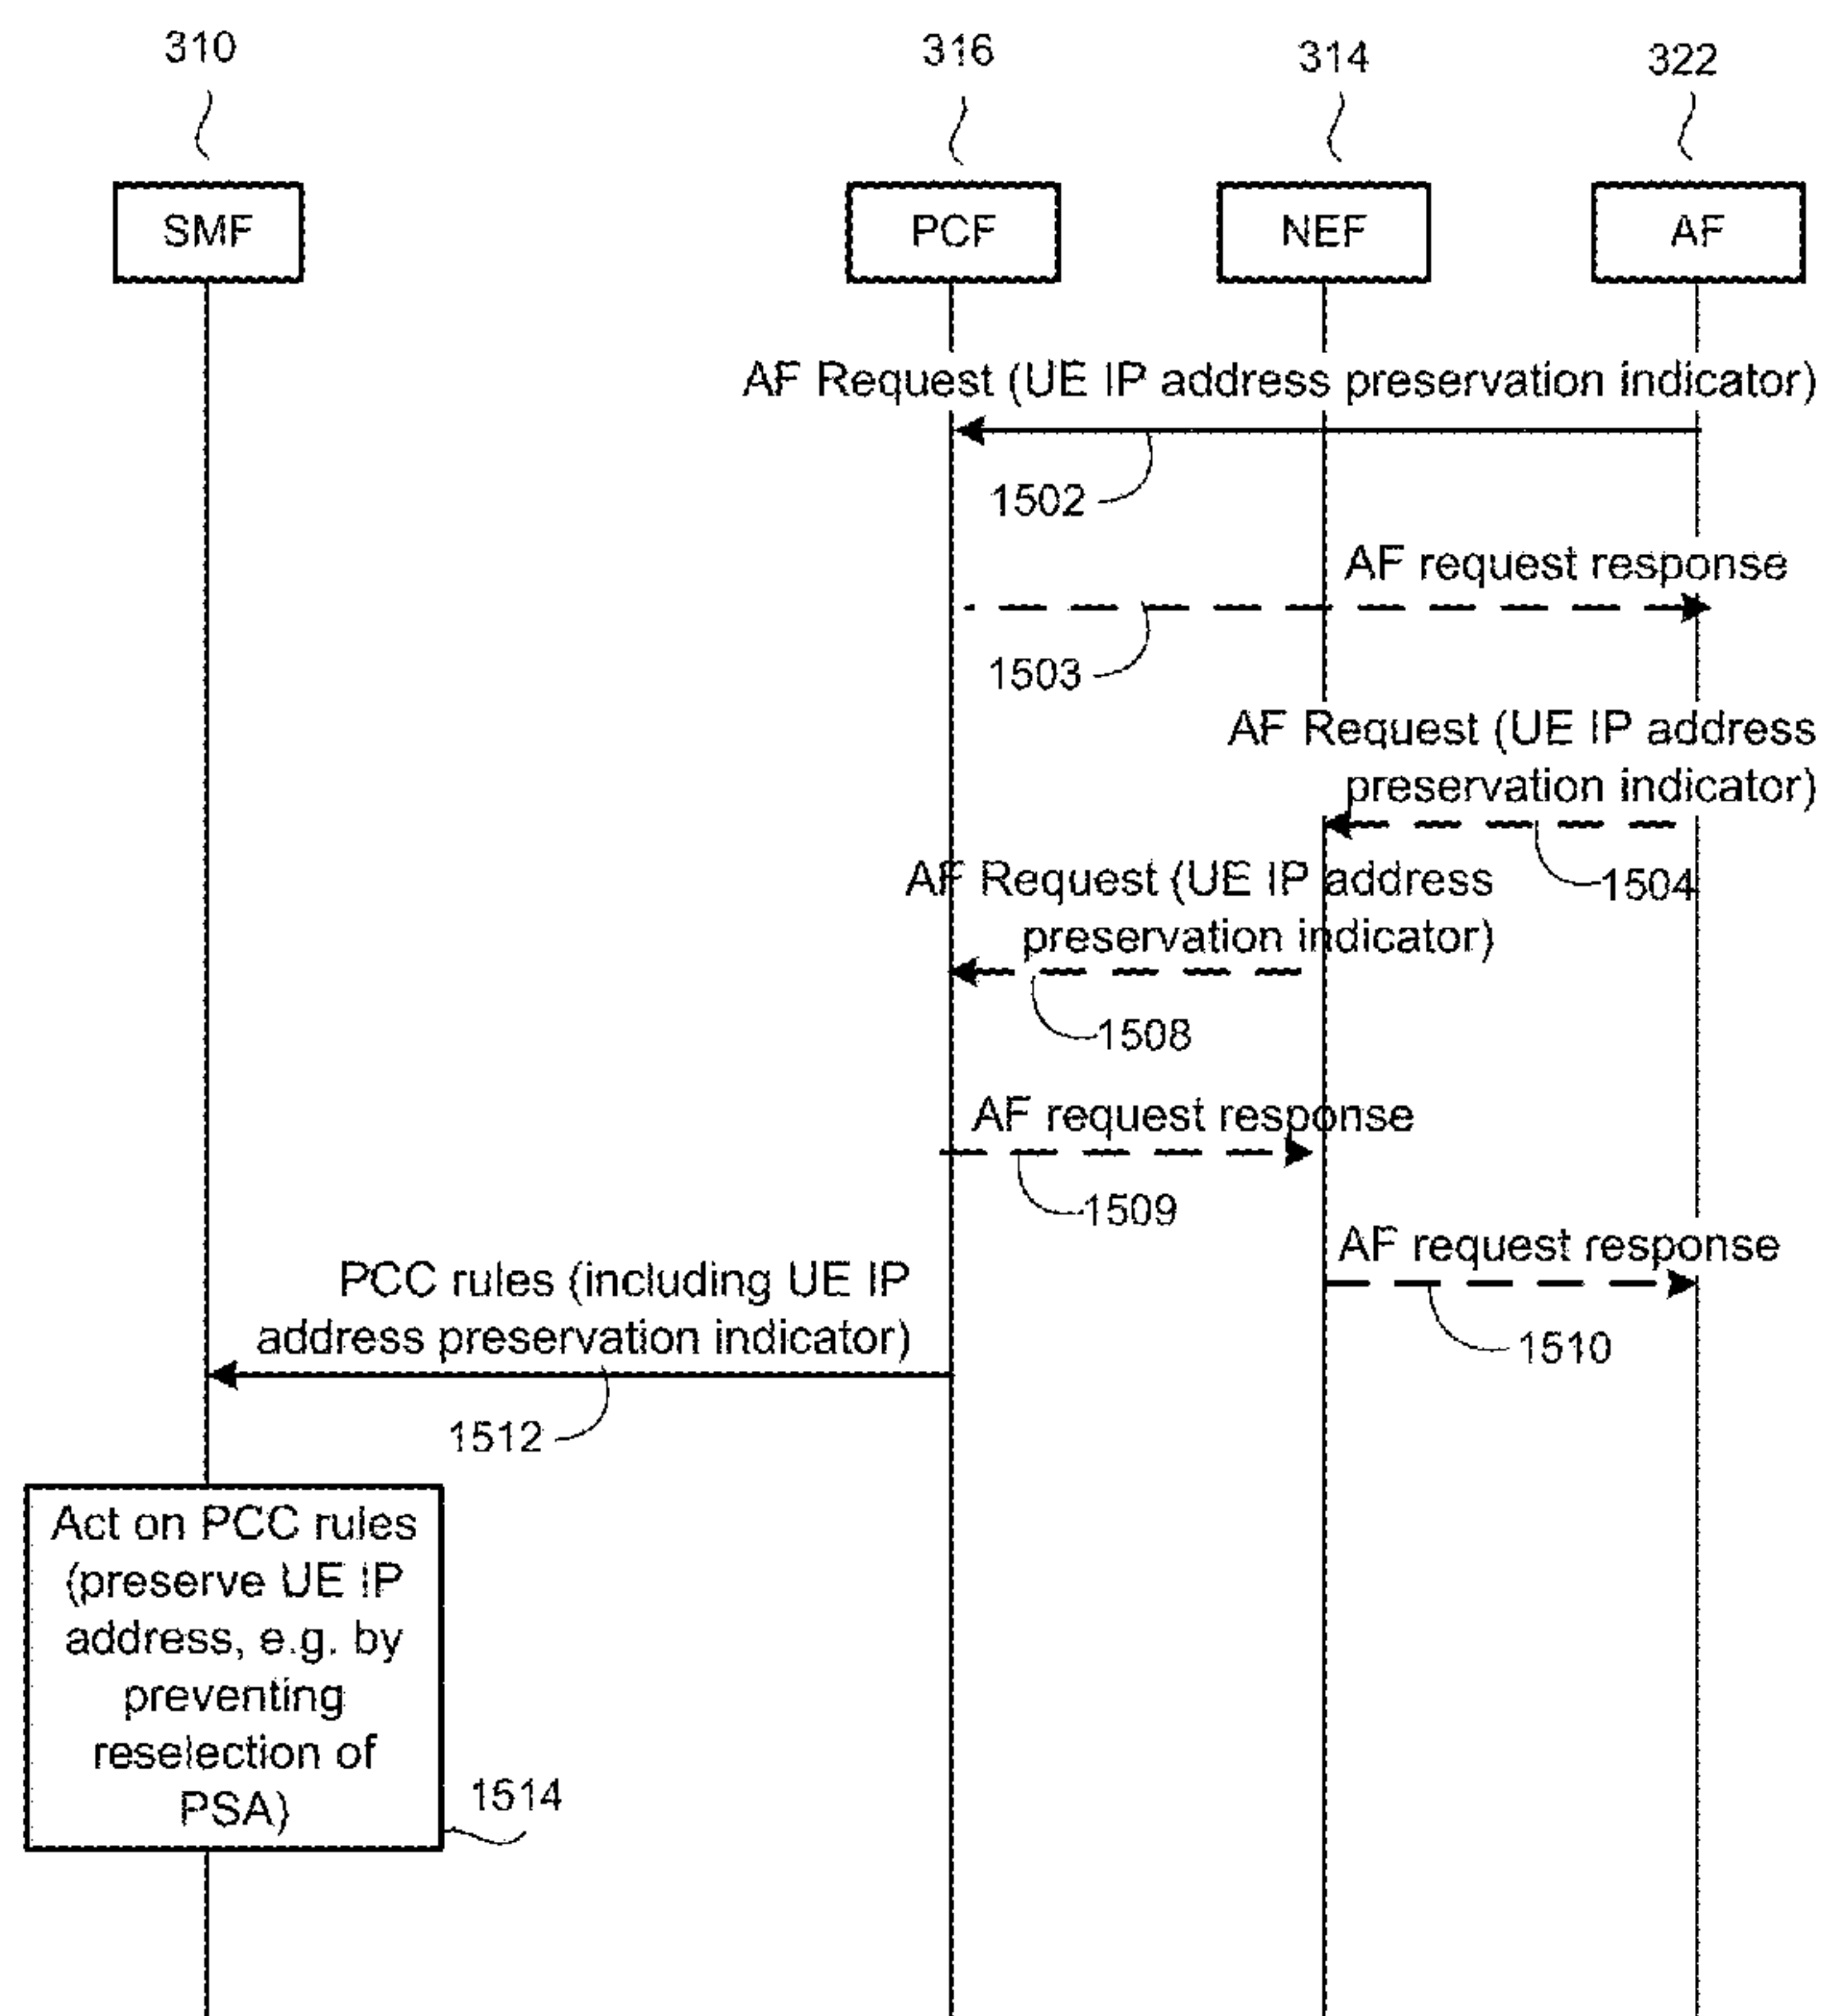 310
316
314
322
SMF
PCF
NEF
AF
AF Request (UE IP address preservation indicator)
1502
AF request response
1503
AF Request (UE IP address
preservation indicator)
1504
AF Request (UE IP address
preservation indicator)
1508
AF request response
1509
AF request response
1510
PCC rules (including UE IP
address preservation indicator)
1512
Act on PCC rules
(preserve UE IP
address, e.g. by
preventing
reselection of
PSA)
1514